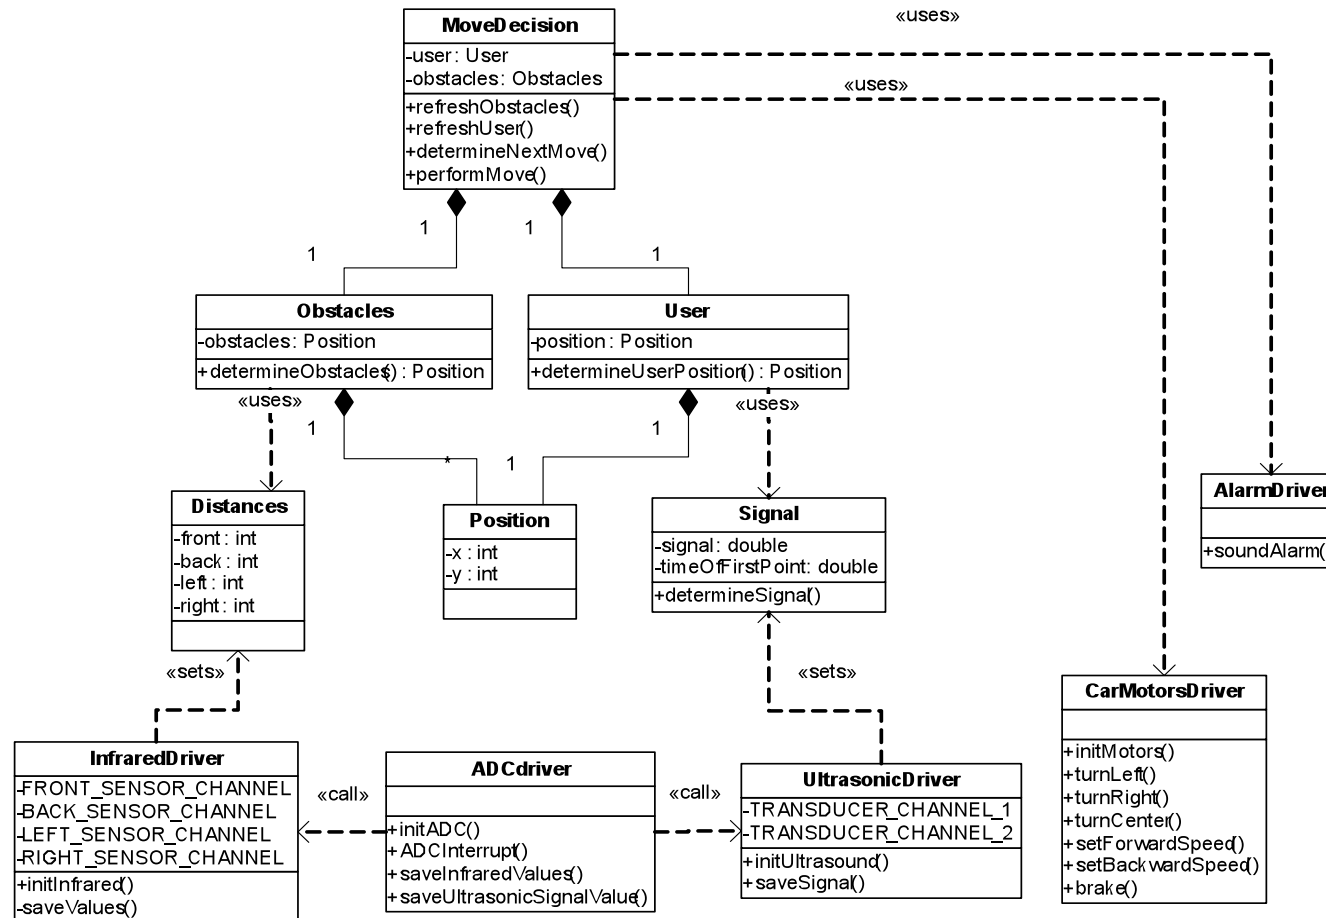 «uses»
MoveDecision
-user: User
-obstacles: Obstacles
+refreshObstacles()
+refreshUser()
+determineNextMove()
+performMove()
«uses»
1
1
1
1
Obstacles
-obstacles: Position
+determineObstacles() : Position
User
-position: Position
+determineUserPosition() : Position
«uses»
1
*
1
1
«uses»
Distances
-front: int
-back: int
-left: int
-right: int
Position
-x : int
-y : int
Signal
-signal: double
-timeOfFirstPoint: double
+determineSignal()
AlarmDriver
+soundAlarm(
«sets»
«sets»
CarMotorsDriver
+initMotors()
+turnLeft()
+turnRight()
+turnCenter()
+setForwardSpeed()
+setBackwardSpeed()
+brake()
InfraredDriver
-FRONT_SENSOR_CHANNEL
-BACK_SENSOR_CHANNEL
-LEFT_SENSOR_CHANNEL
-RIGHT_SENSOR_CHANNEL
+initInfrared()
-saveValues()
«call»
ADCdriver
+initADC()
+ADCInterrupt()
+saveInfraredValues()
+saveUltrasonicSignalValue()
«call»
UltrasonicDriver
-TRANSDUCER_CHANNEL_1
-TRANSDUCER_CHANNEL_2
+initUltrasound()
+saveSignal()